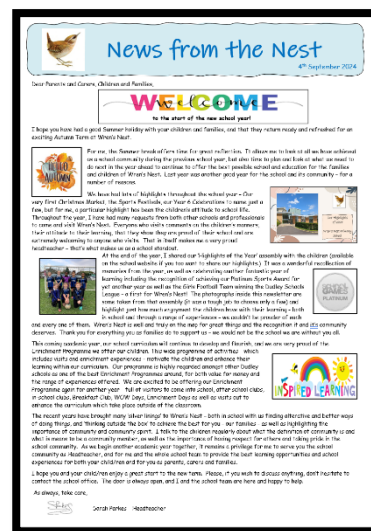 News from the Nest
4th September 2024
Dear Parents and Carers, Children and Families,
WELCOME
welcome
to the start of the new school year!
I hope you have had a good Summer holiday with your children and families, and that they return ready and refreshed for an
exciting Autumn Term at Wren's Nest.
HELLO AUTUMN
For me, the Summer break offers time for great reflection. It allows me to look at all we have achieved
as a school community during the previous school year, but also time to plan and look at what we need to
do next in the year ahead to continue to offer the best possible school and education for the families
and children of Wren's Nest. Last year was another good year for the school and its community – for a
number of reasons.
We have had lots of highlights throughout the school year – Our
very first Christmas Market, the Sports Festivals, our Year 6 Celebrations to name just a
few, but for me, a particular highlight has been the children's attitude to school life.
Throughout the year, I have had many requests from both other schools and professionals
to come and visit Wren's Nest. Everyone who visits comments on the children's manners,
their attitude to their learning, that they show they are proud of their school and are
extremely welcoming to anyone who visits. That in itself makes me a very proud
headteacher – that's what makes us as a school standout.
At the end of the year, I shared our 'Highlights of the Year' assembly with the children (available
on the school website if you too want to share our highlights). It was a wonderful recollection of
memories from the year, as well as celebrating another fantastic year of
learning including the recognition of achieving our Platinum Sports Award for
yet another year as well as the Girls Football Team winning the Dudley Schools
League – a first for Wren's Nest! The photographs inside this newsletter are
some taken from that assembly (it was a tough job to choose only a few) and
highlight just how much enjoyment the children have with their learning – both
in school and through a range of experiences – we couldn't be prouder of each
and every one of them. Wren's Nest is well and truly on the map for great things and the recognition it and it's community
deserves. Thank you for everything you as families do to support us – we would not be the school we are without you all.
PLATINUM
This coming academic year, our school curriculum will continue to develop and flourish, and we are very proud of the
Enrichment Programme we offer our children. This wide programme of activities – which
includes visits and enrichment experiences – motivate the children and enhance their
learning within our curriculum. Our programme is highly regarded amongst other Dudley
schools as one of the best Enrichment Programmes around, for both value for money and
the range of experiences offered. We are excited to be offering our Enrichment
Programme again for another year – full of visitors to come into school, after school clubs,
in school clubs, Breakfast Club, WOW Days, Enrichment Days as well as visits out to
enhance the curriculum which take place outside of the classroom.
INSPIRED LEARNING
The recent years have brought many 'silver linings' to Wren's Nest – both in school with us finding alternative and better ways
of doing things, and 'thinking outside the box' to achieve the best for you – our families – as well as highlighting the
importance of community and community spirit. I talk to the children regularly about what the definition of community is and
what is means to be a community member, as well as the importance of having respect for others and taking pride in the
school community. As we begin another academic year together, it remains a privilege for me to serve you the school
community as Headteacher, and for me and the whole school team to provide the best learning opportunities and school
experiences for both your children and for you as parents, carers and families.
I hope you and your children enjoy a great start to the new term. Please, if you wish to discuss anything, don't hesitate to
contact the school office. The door is always open, and I and the school team are here and happy to help.
As always, take care,
Sarah Parkes Headteacher